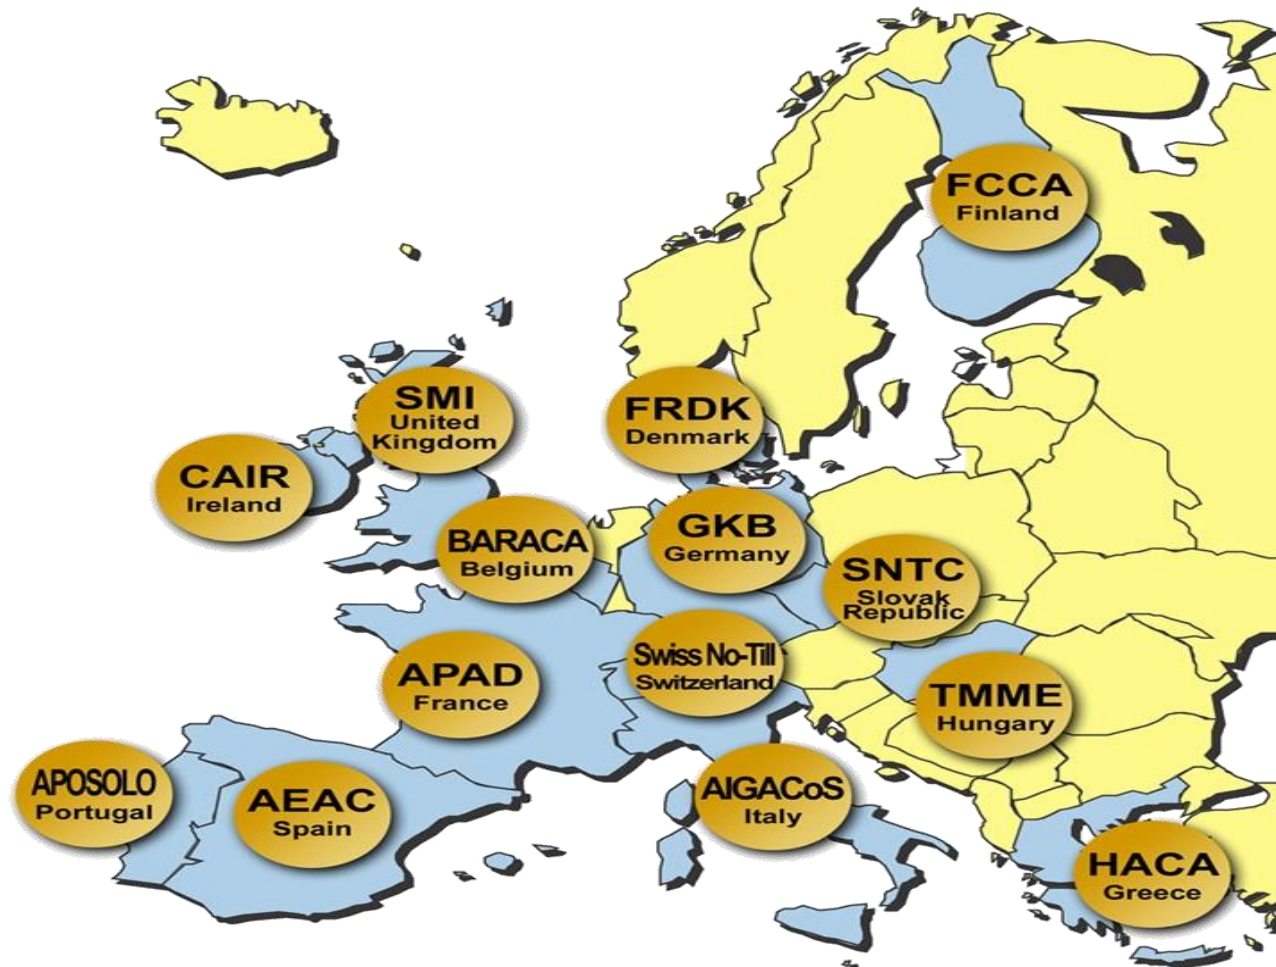 FCCA
Finland
SMI
United
Kingdom
FRDK
Denmark
CAIR
Ireland
BARACA
Belgium
GKB
Germany
SNTC
Slovak
Republic
APAD
France
Swiss No-Till
Switzerland
TMME
Hungary
APOSOLO
Portugal
AEAC
Spain
AIGACoS
Italy
HACA
Greece